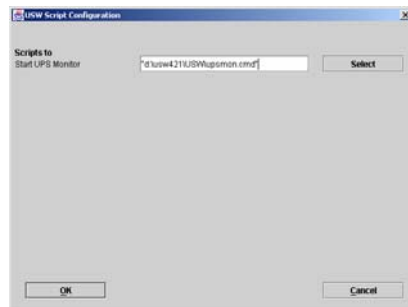 USW Script Configuration
Scripts to
Start UPS Monitor
"d:\usw421\USW\upsmon.cmd"
Select
OK
Cancel